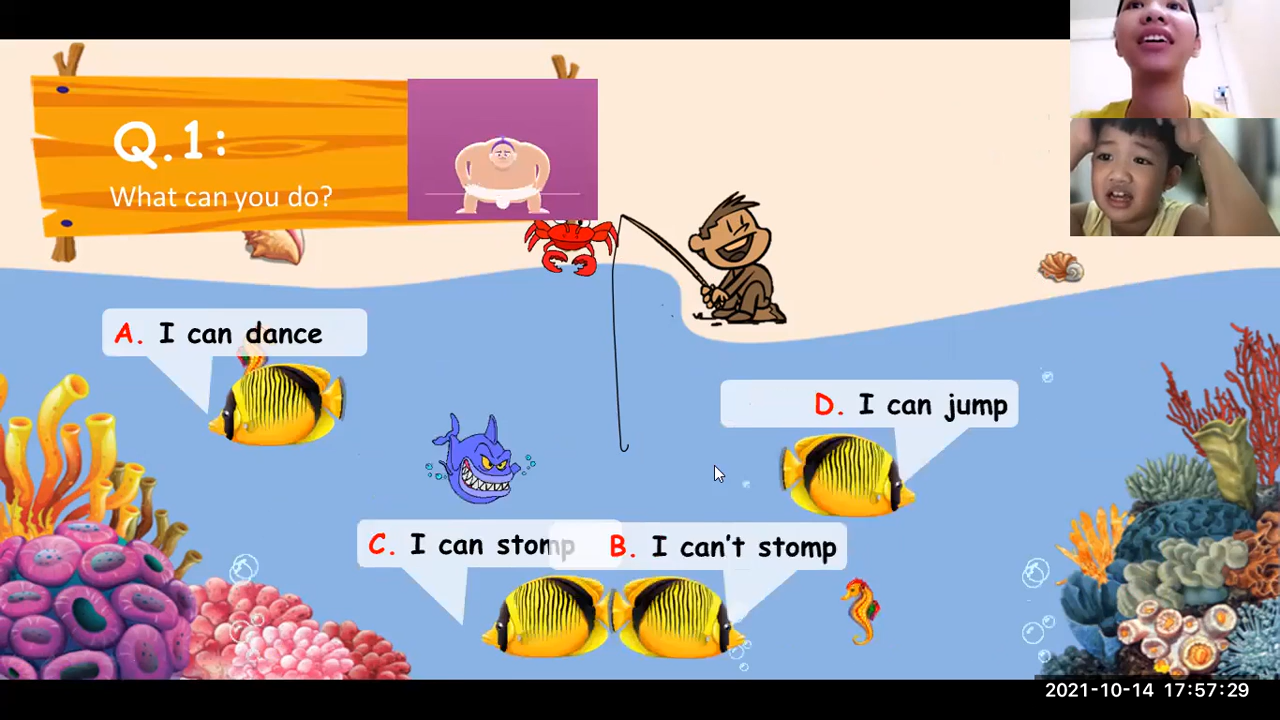 Q.1:
What can you do?
A. I can dance
D. I can jump
C. I can stomp
B. I can't stomp
2021-10-14 17:57:29